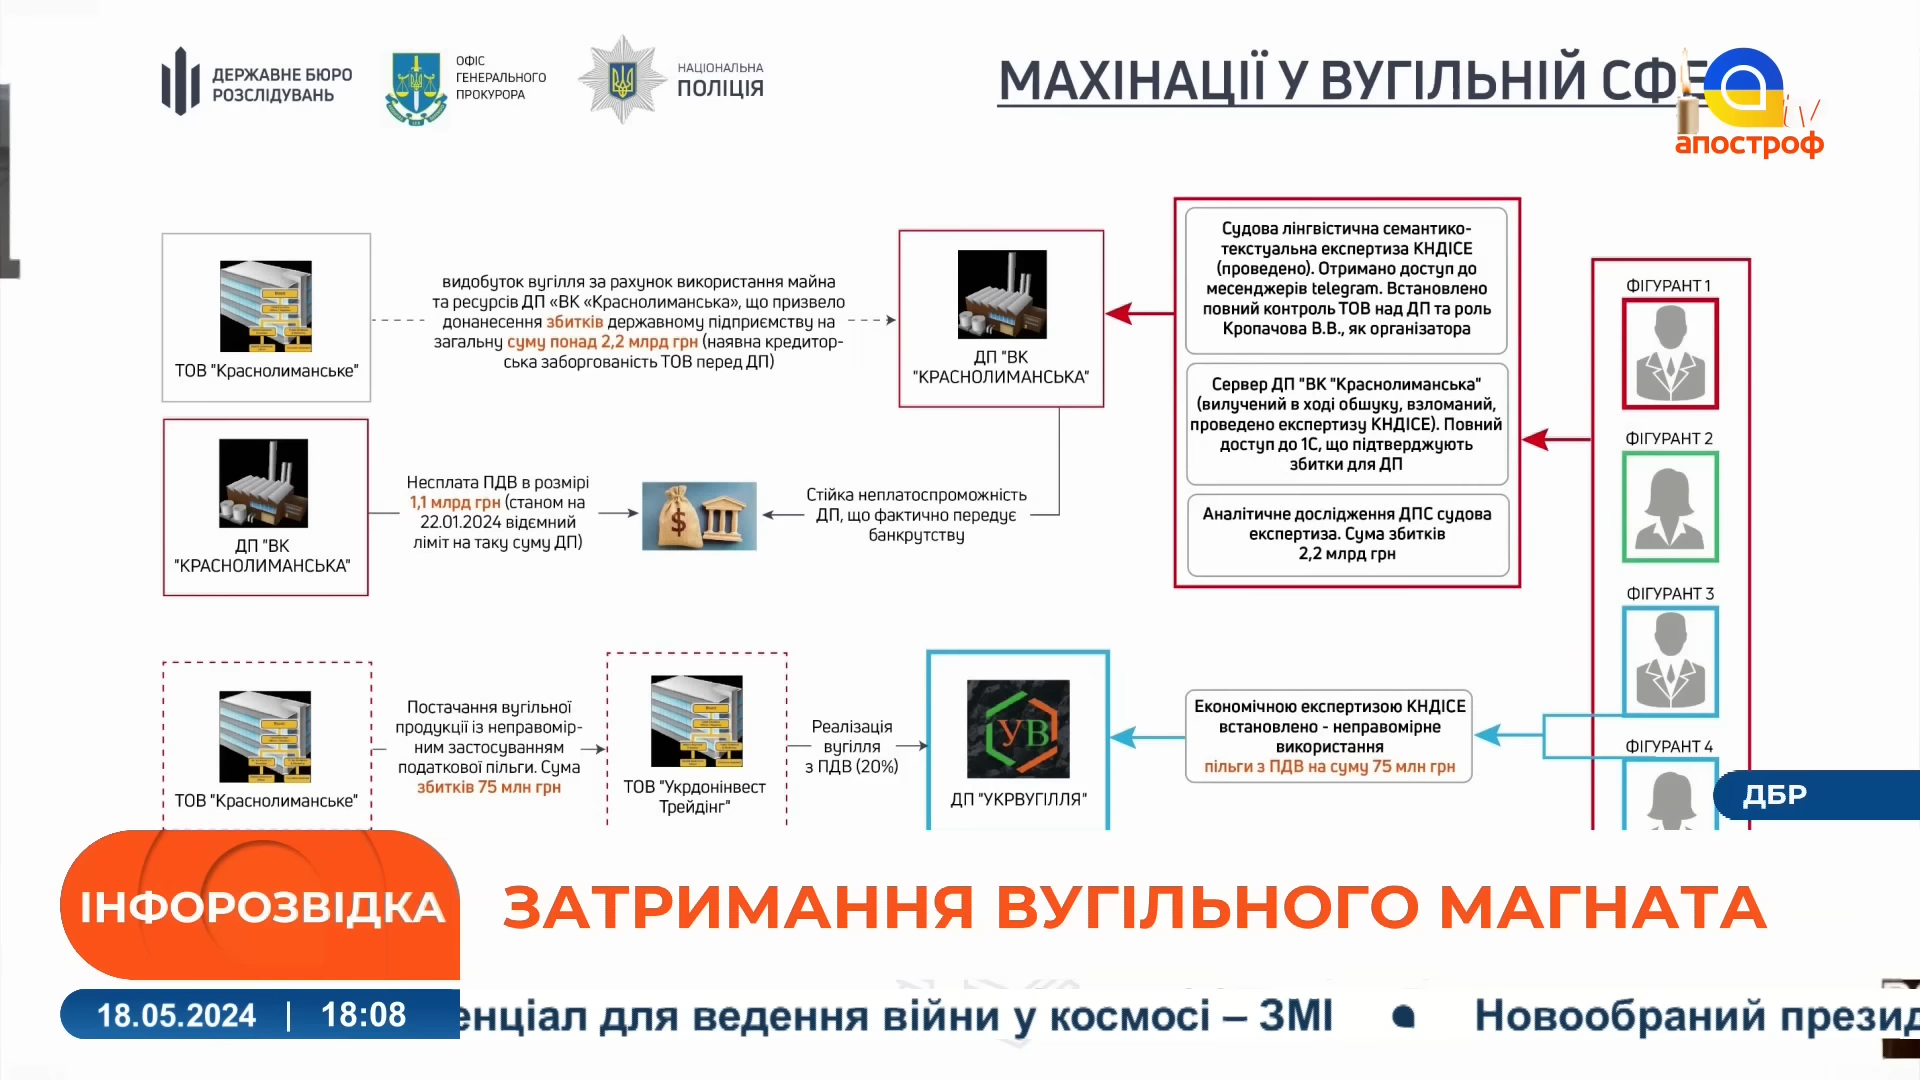 ДЕРЖАВНЕ БЮРО
РОЗСЛІДУВАНЬ
ОФІС
ГЕНЕРАЛЬНОГО
ПРОКУРОРА
НАЦІОНАЛЬНА
ПОЛІЦІЯ
МАХІНАЦІЇ У ВУГІЛЬНІЙ СФЕ
tv
апостроф
ТОВ "Краснолиманське"
видобуток вугілля за рахунок використання майна
та ресурсів ДП «ВК «Краснолиманська», що призвело
донанесення збитків державному підприємству на
загальну суму понад 2,2 млрд грн (наявна кредитор-
ська заборгованість ТОВ перед ДП)
ДП "ВК
"КРАСНОЛИМАНСЬКА"
Судова лінгвістична семантико-
текстуальна експертиза КНДІСЕ
(проведено). Отримано доступ до
месенджерів telegram. Встановлено
повний контроль ТОВ над ДП та роль
Кропачова В.В., як організатора
Сервер ДП "ВК "Краснолиманська"
(вилучений в ході обшуку, взломаний,
проведено експертизу КНДІСЕ). Повний
доступ до 1С, що підтверджують
збитки для ДП
Аналітичне дослідження ДПС судова
експертиза. Сума збитків
2,2 млрд грн
ФІГУРАНТ 1
ФІГУРАНТ 2
ФІГУРАНТ 3
ФІГУРАНТ 4
ДП "ВК
"КРАСНОЛИМАНСЬКА"
Несплата ПДВ в розмірі
1,1 млрд грн (станом на
22.01.2024 відємний
ліміт на таку суму ДП)
$
Стійка неплатоспроможність
ДП, що фактично передує
банкрутству
ТОВ "Краснолиманське"
Постачання вугільної
продукції із неправомір-
ним застосуванням
податкової пільги. Сума
збитків 75 млн грн
ТОВ "Укрдонінвест
Трейдінг"
Реалізація
вугілля
з ПДВ (20%)
УВ
ДП "УКРВУГІЛЛЯ"
Економічною експертизою КНДІСЕ
встановлено - неправомірне
використання
пільги з ПДВ на суму 75 млн грн
ДБР
ІНФОРОЗВІДКА
ЗАТРИМАННЯ ВУГІЛЬНОГО МАГНАТА
18.05.2024 | 18:08
енціал для ведення війни у космосі – ЗМІ
Новообраний презид